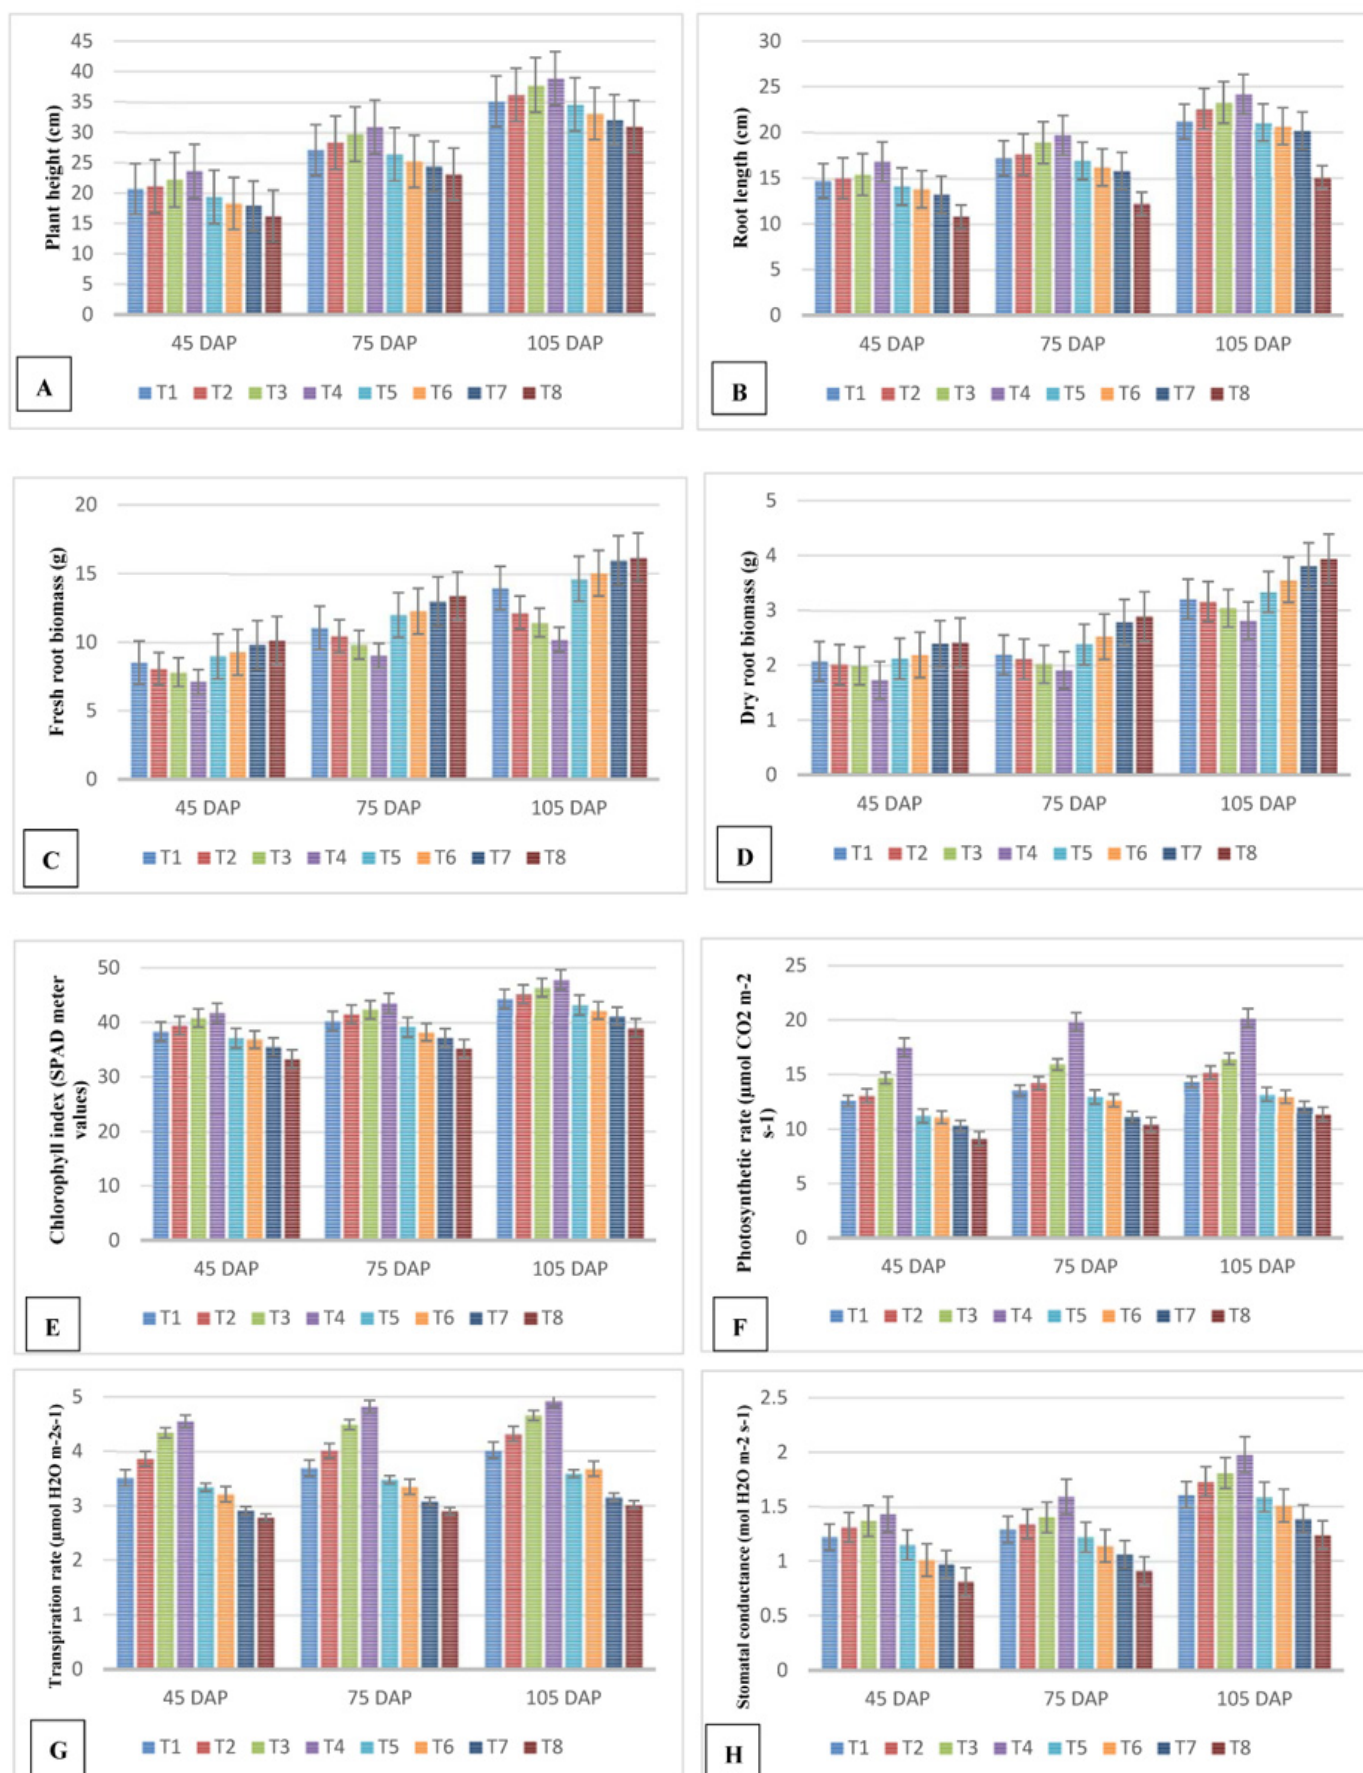 45
40
35
30
25
20
15
10
5
0
Plant height (cm)
45 DAP 75 DAP 105 DAP
T1 T2 T3 T4 T5 T6 T7 T8
A
30
25
20
15
10
5
0
Root length (cm)
45 DAP 75 DAP 105 DAP
T1 T2 T3 T4 T5 T6 T7 T8
B
20
15
10
5
0
Fresh root biomass (g)
45 DAP 75 DAP 105 DAP
T1 T2 T3 T4 T5 T6 T7 T8
C
5
4
3
2
1
0
Dry root biomass (g)
45 DAP 75 DAP 105 DAP
T1 T2 T3 T4 T5 T6 T7 T8
D
50
40
30
20
10
0
Chlorophyll index (SPAD meter
values)
45 DAP 75 DAP 105 DAP
T1 T2 T3 T4 T5 T6 T7 T8
E
25
20
15
10
5
0
Photosynthetic rate (µmol CO2 m-2
s-1)
45 DAP 75 DAP 105 DAP
T1 T2 T3 T4 T5 T6 T7 T8
F
5
4
3
2
1
0
Transpiration rate (µmol H2O m-2s-1)
45 DAP 75 DAP 105 DAP
T1 T2 T3 T4 T5 T6 T7 T8
G
2.5
2
1.5
1
0.5
0
Stomatal conductance (mol H2O m-2 s-1)
45 DAP 75 DAP 105 DAP
T1 T2 T3 T4 T5 T6 T7 T8
H